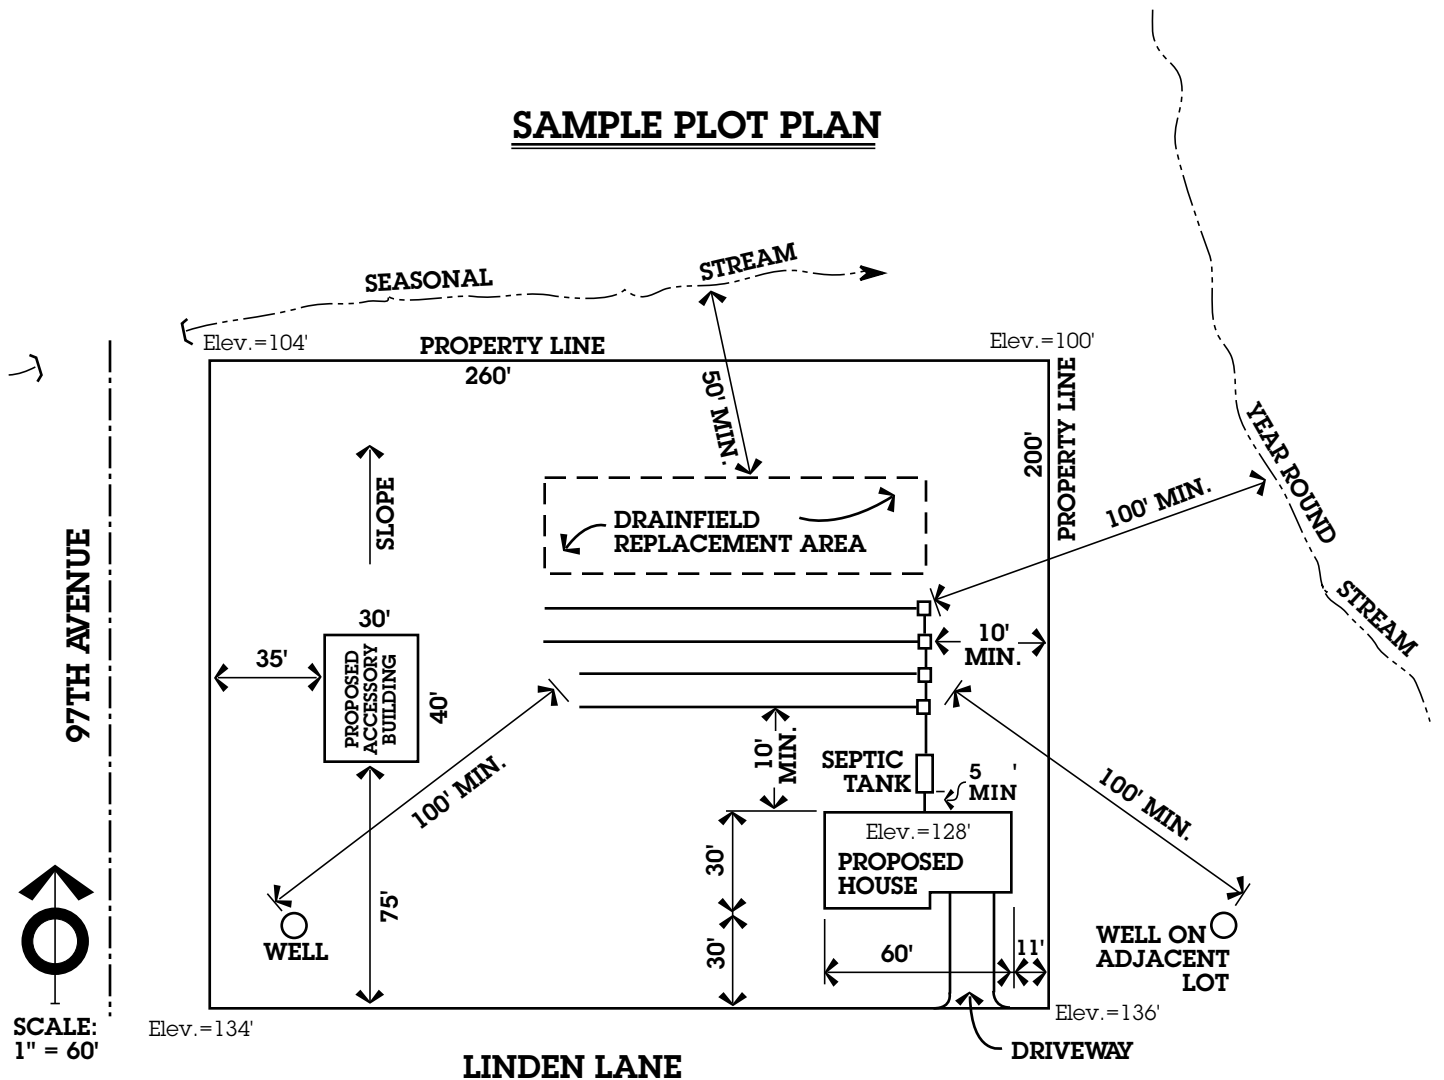 SAMPLE PLOT PLAN
SEASONAL
STREAM
Elev.=104'
PROPERTY LINE
260'
Elev.=100'
PROPERTY LINE
200'
50' MIN.
YEAR ROUND
STREAM
100' MIN.
SLOPE
DRAINFIELD
REPLACEMENT AREA
97TH AVENUE
30'
35'
PROPOSED
ACCESSORY
BUILDING
40'
10'
MIN.
100' MIN.
10'
MIN.
SEPTIC
TANK
5 '
MIN
100' MIN.
Elev.=128'
PROPOSED
HOUSE
30'
75'
WELL
30'
60'
11'
WELL ON
ADJACENT
LOT
SCALE:
1" = 60'
Elev.=134'
Elev.=136'
DRIVEWAY
LINDEN LANE